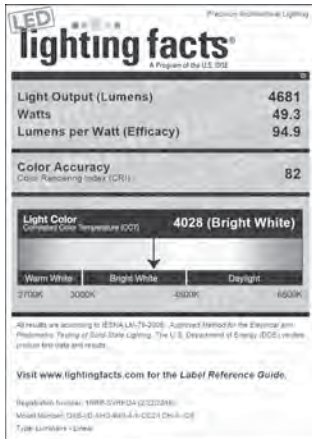 LED
lighting facts®
A Program of the U.S. DOE
Light Output (Lumens) 4681
Watts 49.3
Lumens per Watt (Efficacy) 94.9
Color Accuracy 82
Color Rendering Index (CRI)
Light Color 4028 (Bright White)
Correlated Color Temperature (CCT)
Warm White Bright White Daylight
2700K 3000K 4500K 6500K
All results are according to IESNA LM-79-2008: Approved Method for the Electrical and
Photometric Testing of Solid-State Lighting. The U.S. Department of Energy (DOE) verifies
product test data and results.
Visit www.lightingfacts.com for the Label Reference Guide.
Registration Number:
Model Number:
Type: Luminaire - Linear